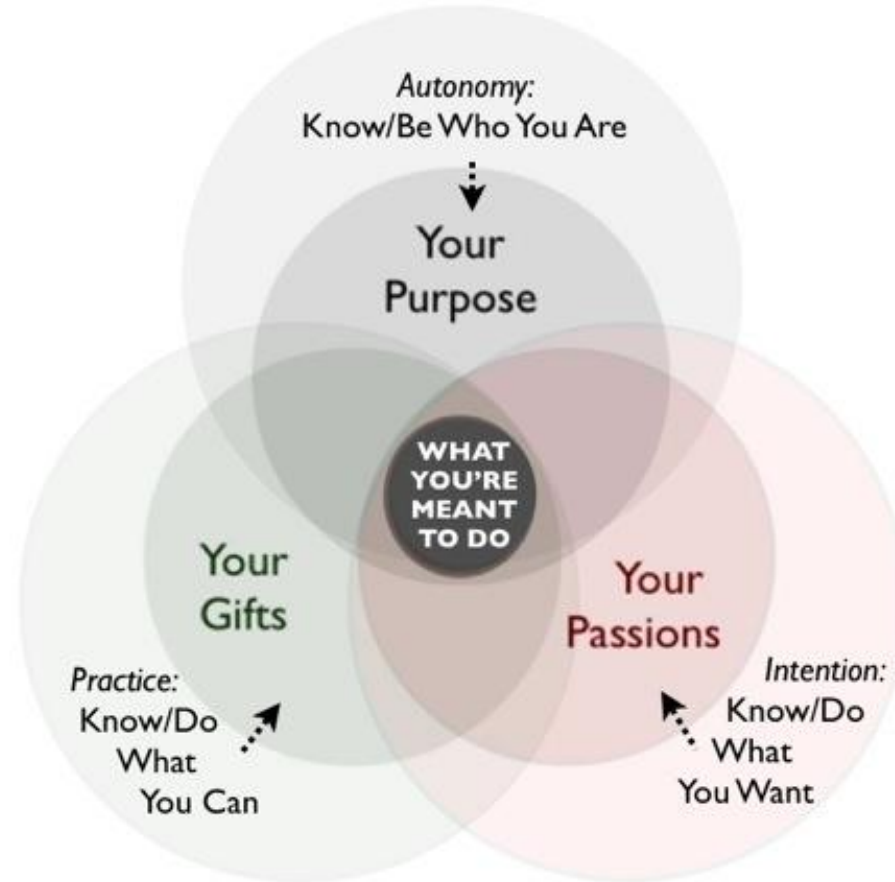 Autonomy:
Know/Be Who You Are
Your
Purpose
WHAT
YOU'RE
MEANT
TO DO
Your
Gifts
Your
Passions
Practice:
Know/Do
What
You Can
Intention:
Know/Do
What
You Want